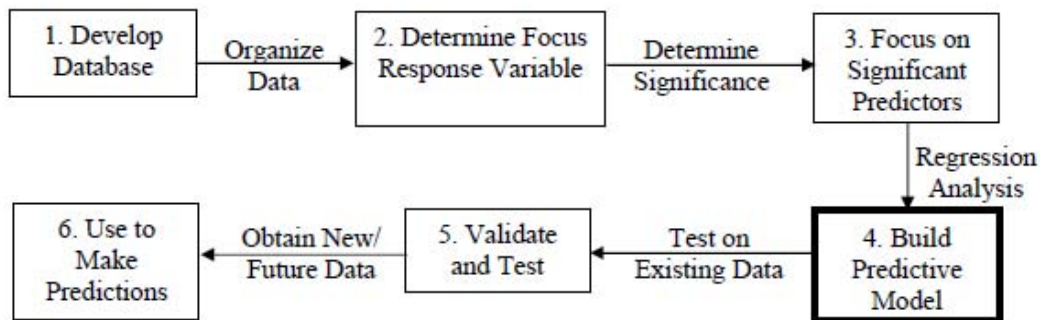 1. Develop
Database
Organize
Data
2. Determine Focus
Response Variable
Determine
Significance
3. Focus on
Significant
Predictors
Regression
Analysis
4. Build
Predictive
Model
Test on
Existing Data
5. Validate
and Test
Obtain New/
Future Data
6. Use to
Make
Predictions